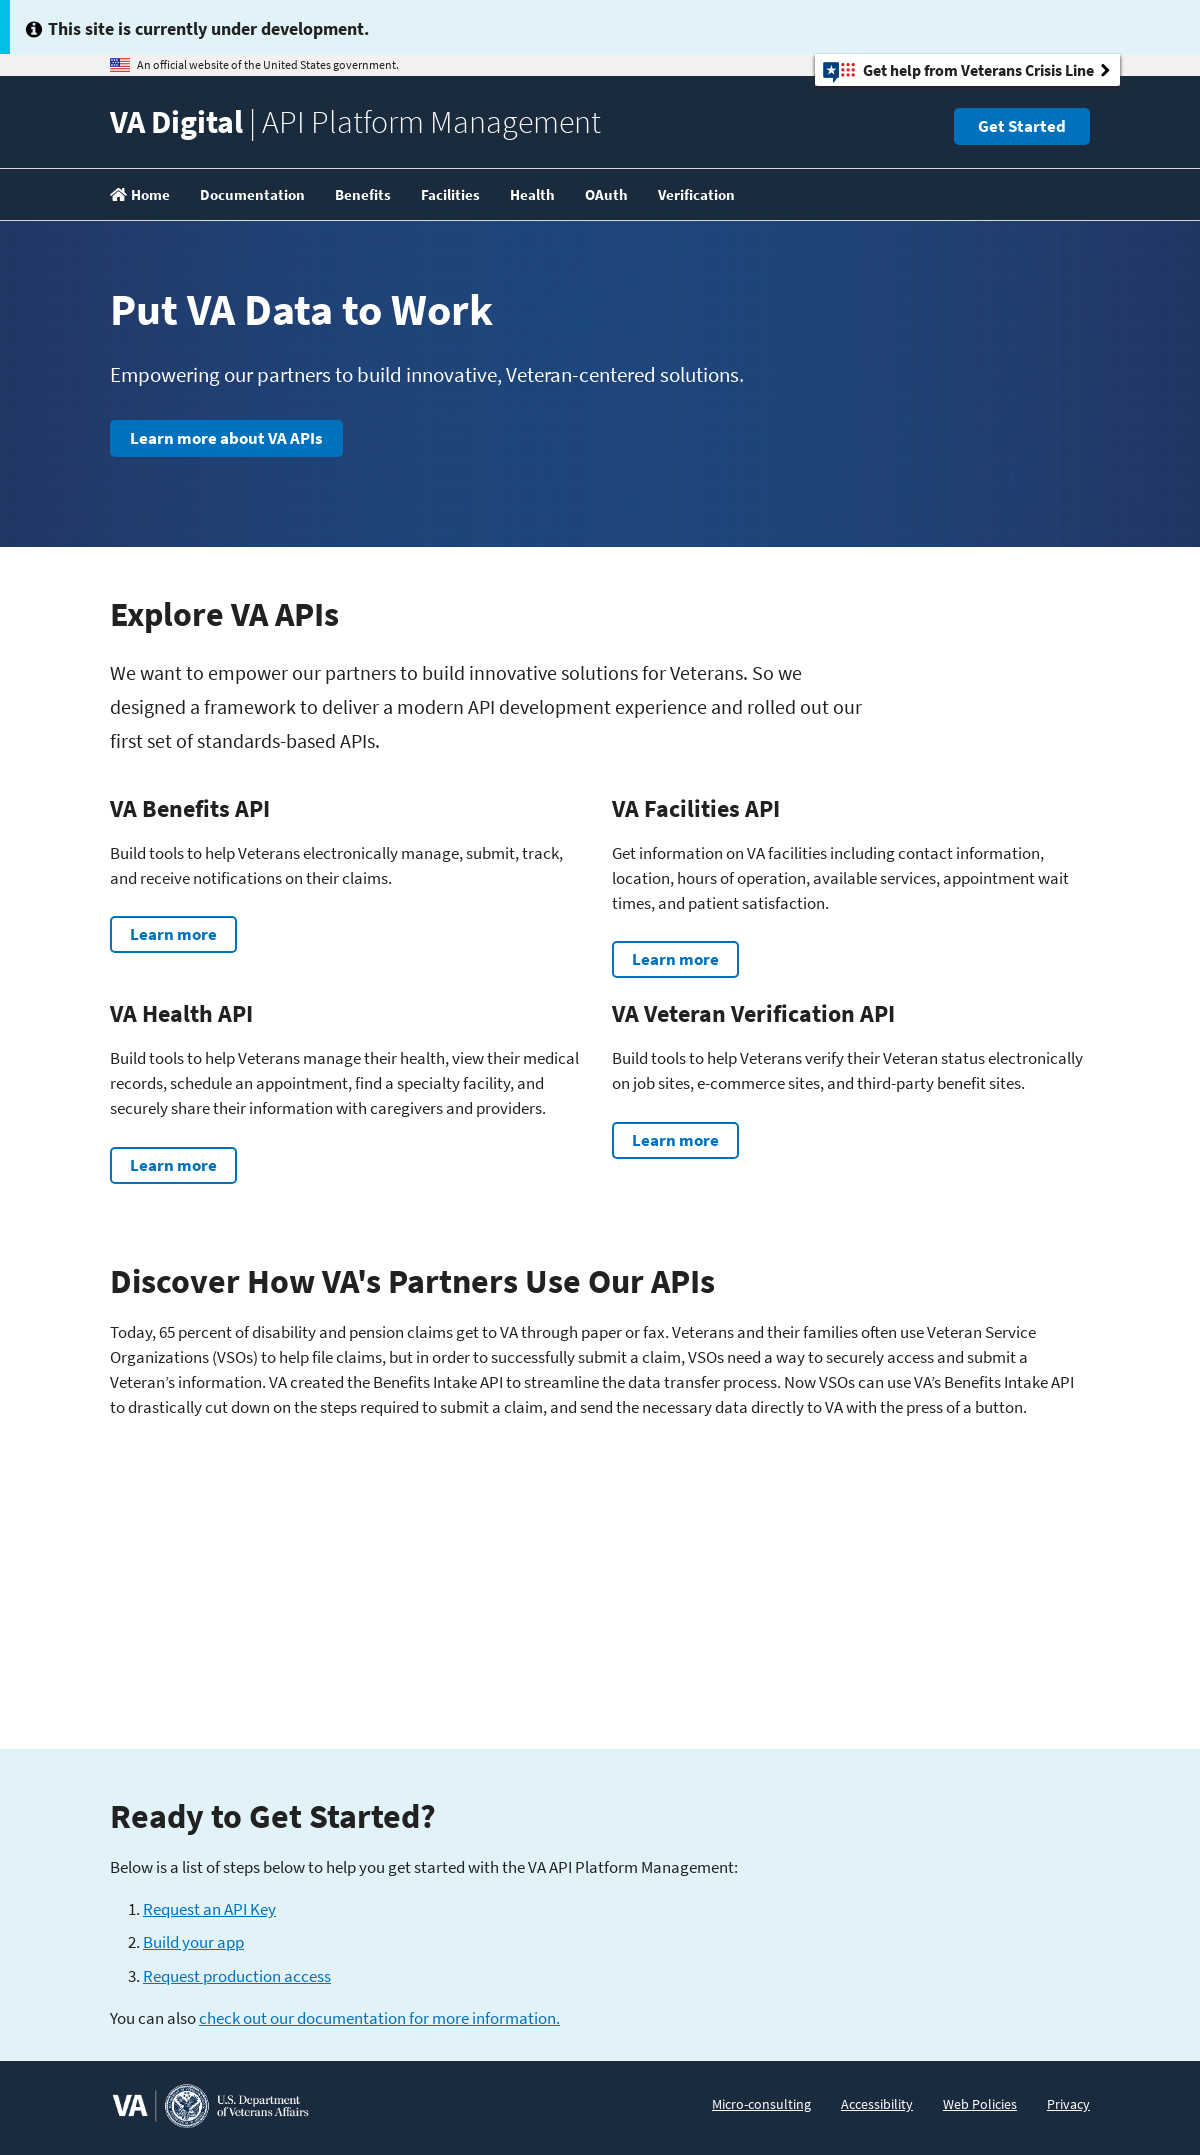 This site is currently under development.
An official website of the United States government.
Get help from Veterans Crisis Line
VA Digital | API Platform Management
Get Started
Home Documentation Benefits Facilities Health OAuth Verification
Put VA Data to Work
Empowering our partners to build innovative, Veteran-centered solutions.
Learn more about VA APIs
Explore VA APIs
We want to empower our partners to build innovative solutions for Veterans. So we
designed a framework to deliver a modern API development experience and rolled out our
first set of standards-based APIs.
VA Benefits API
Build tools to help Veterans electronically manage, submit, track,
and receive notifications on their claims.
Learn more
VA Facilities API
Get information on VA facilities including contact information,
location, hours of operation, available services, appointment wait
times, and patient satisfaction.
Learn more
VA Health API
Build tools to help Veterans manage their health, view their medical
records, schedule an appointment, find a specialty facility, and
securely share their information with caregivers and providers.
Learn more
VA Veteran Verification API
Build tools to help Veterans verify their Veteran status electronically
on job sites, e-commerce sites, and third-party benefit sites.
Learn more
Discover How VA's Partners Use Our APIs
Today, 65 percent of disability and pension claims get to VA through paper or fax. Veterans and their families often use Veteran Service
Organizations (VSOs) to help file claims, but in order to successfully submit a claim, VSOs need a way to securely access and submit a
Veteran’s information. VA created the Benefits Intake API to streamline the data transfer process. Now VSOs can use VA’s Benefits Intake API
to drastically cut down on the steps required to submit a claim, and send the necessary data directly to VA with the press of a button.
Ready to Get Started?
Below is a list of steps below to help you get started with the VA API Platform Management:
1. Request an API Key
2. Build your app
3. Request production access
You can also check out our documentation for more information.
VA
U.S. Department
of Veterans Affairs
Micro-consulting Accessibility Web Policies Privacy